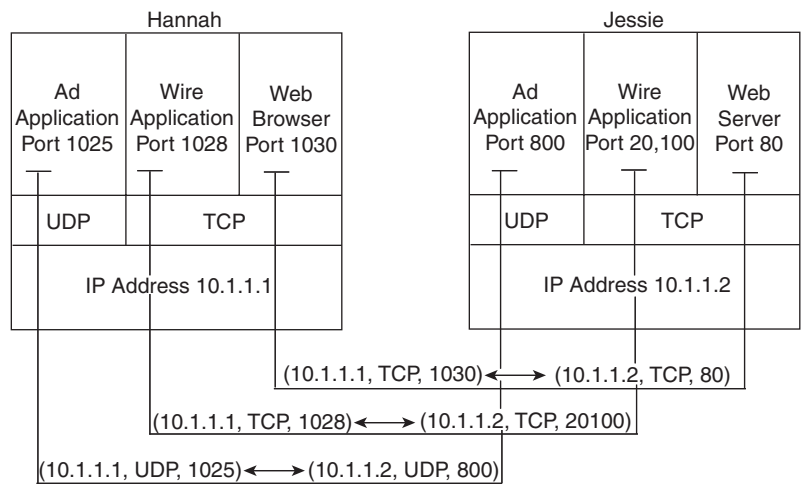 Hannah
Jessie
Ad
Application
Port 1025
Wire
Application
Port 1028
Web
Browser
Port 1030
Ad
Application
Port 800
Wire
Application
Port 20,100
Web
Server
Port 80
UDP
TCP
UDP
TCP
IP Address 10.1.1.1
IP Address 10.1.1.2
(10.1.1.1, TCP, 1030)
(10.1.1.2, TCP, 80)
(10.1.1.1, TCP, 1028)
(10.1.1.2, TCP, 20100)
(10.1.1.1, UDP, 1025)
(10.1.1.2, UDP, 800)